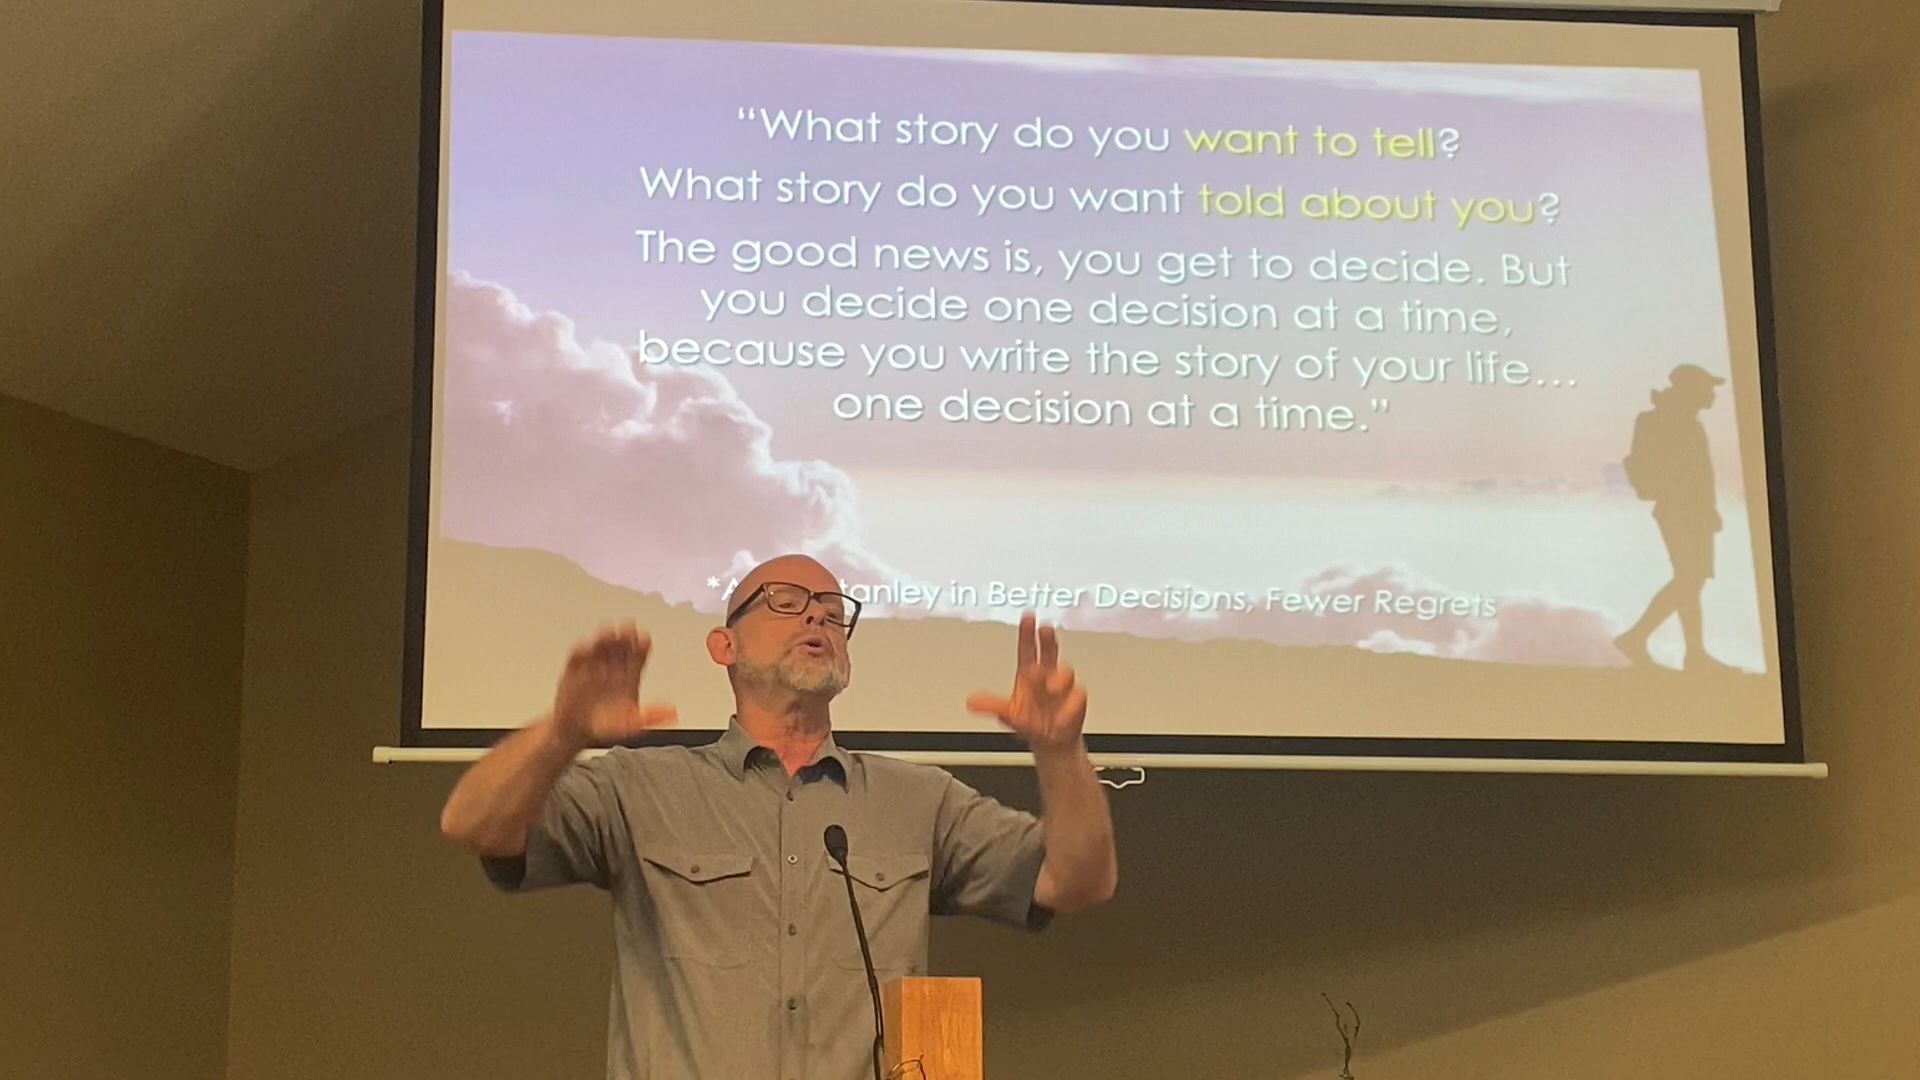 “What story do you want to tell?
What story do you want told about you?
The good news is, you get to decide. But
you decide one decision at a time,
because you write the story of your life...
one decision at a time.”
in Better Decisions, Fewer Regrets